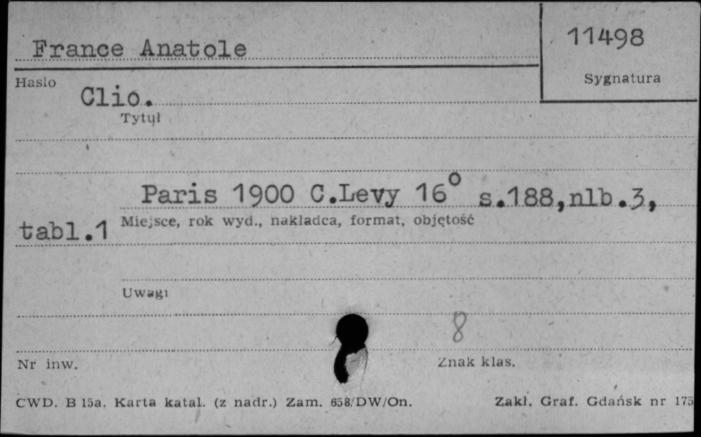 France Anatole
11498
Hasło
Sygnatura
Clio.
Tytuł
Paris 1900 C.Levy 16° s.188,nlb.3,
tabl.1
Miejsce, rok wyd., nakładca, format, objętość
Uwagi
8
Nr inw.
Znak klas.
CWD. B 15a. Karta katal. (z nadr.) Zam. 658/DW/On.
Zakł. Graf. Gdańsk nr 175